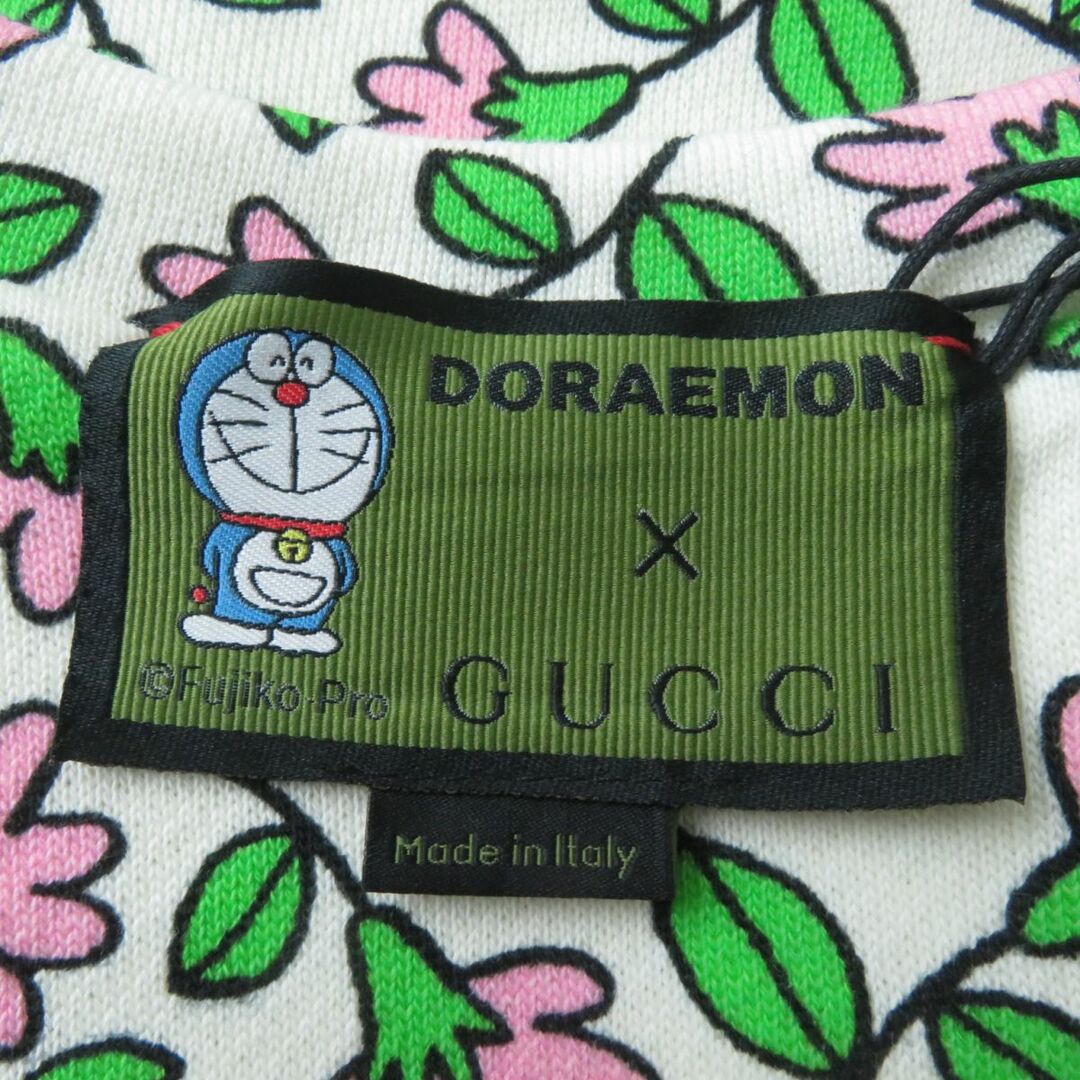 DORAEMON
×
GUCCI
©Fujiko-Pro
Made in Italy